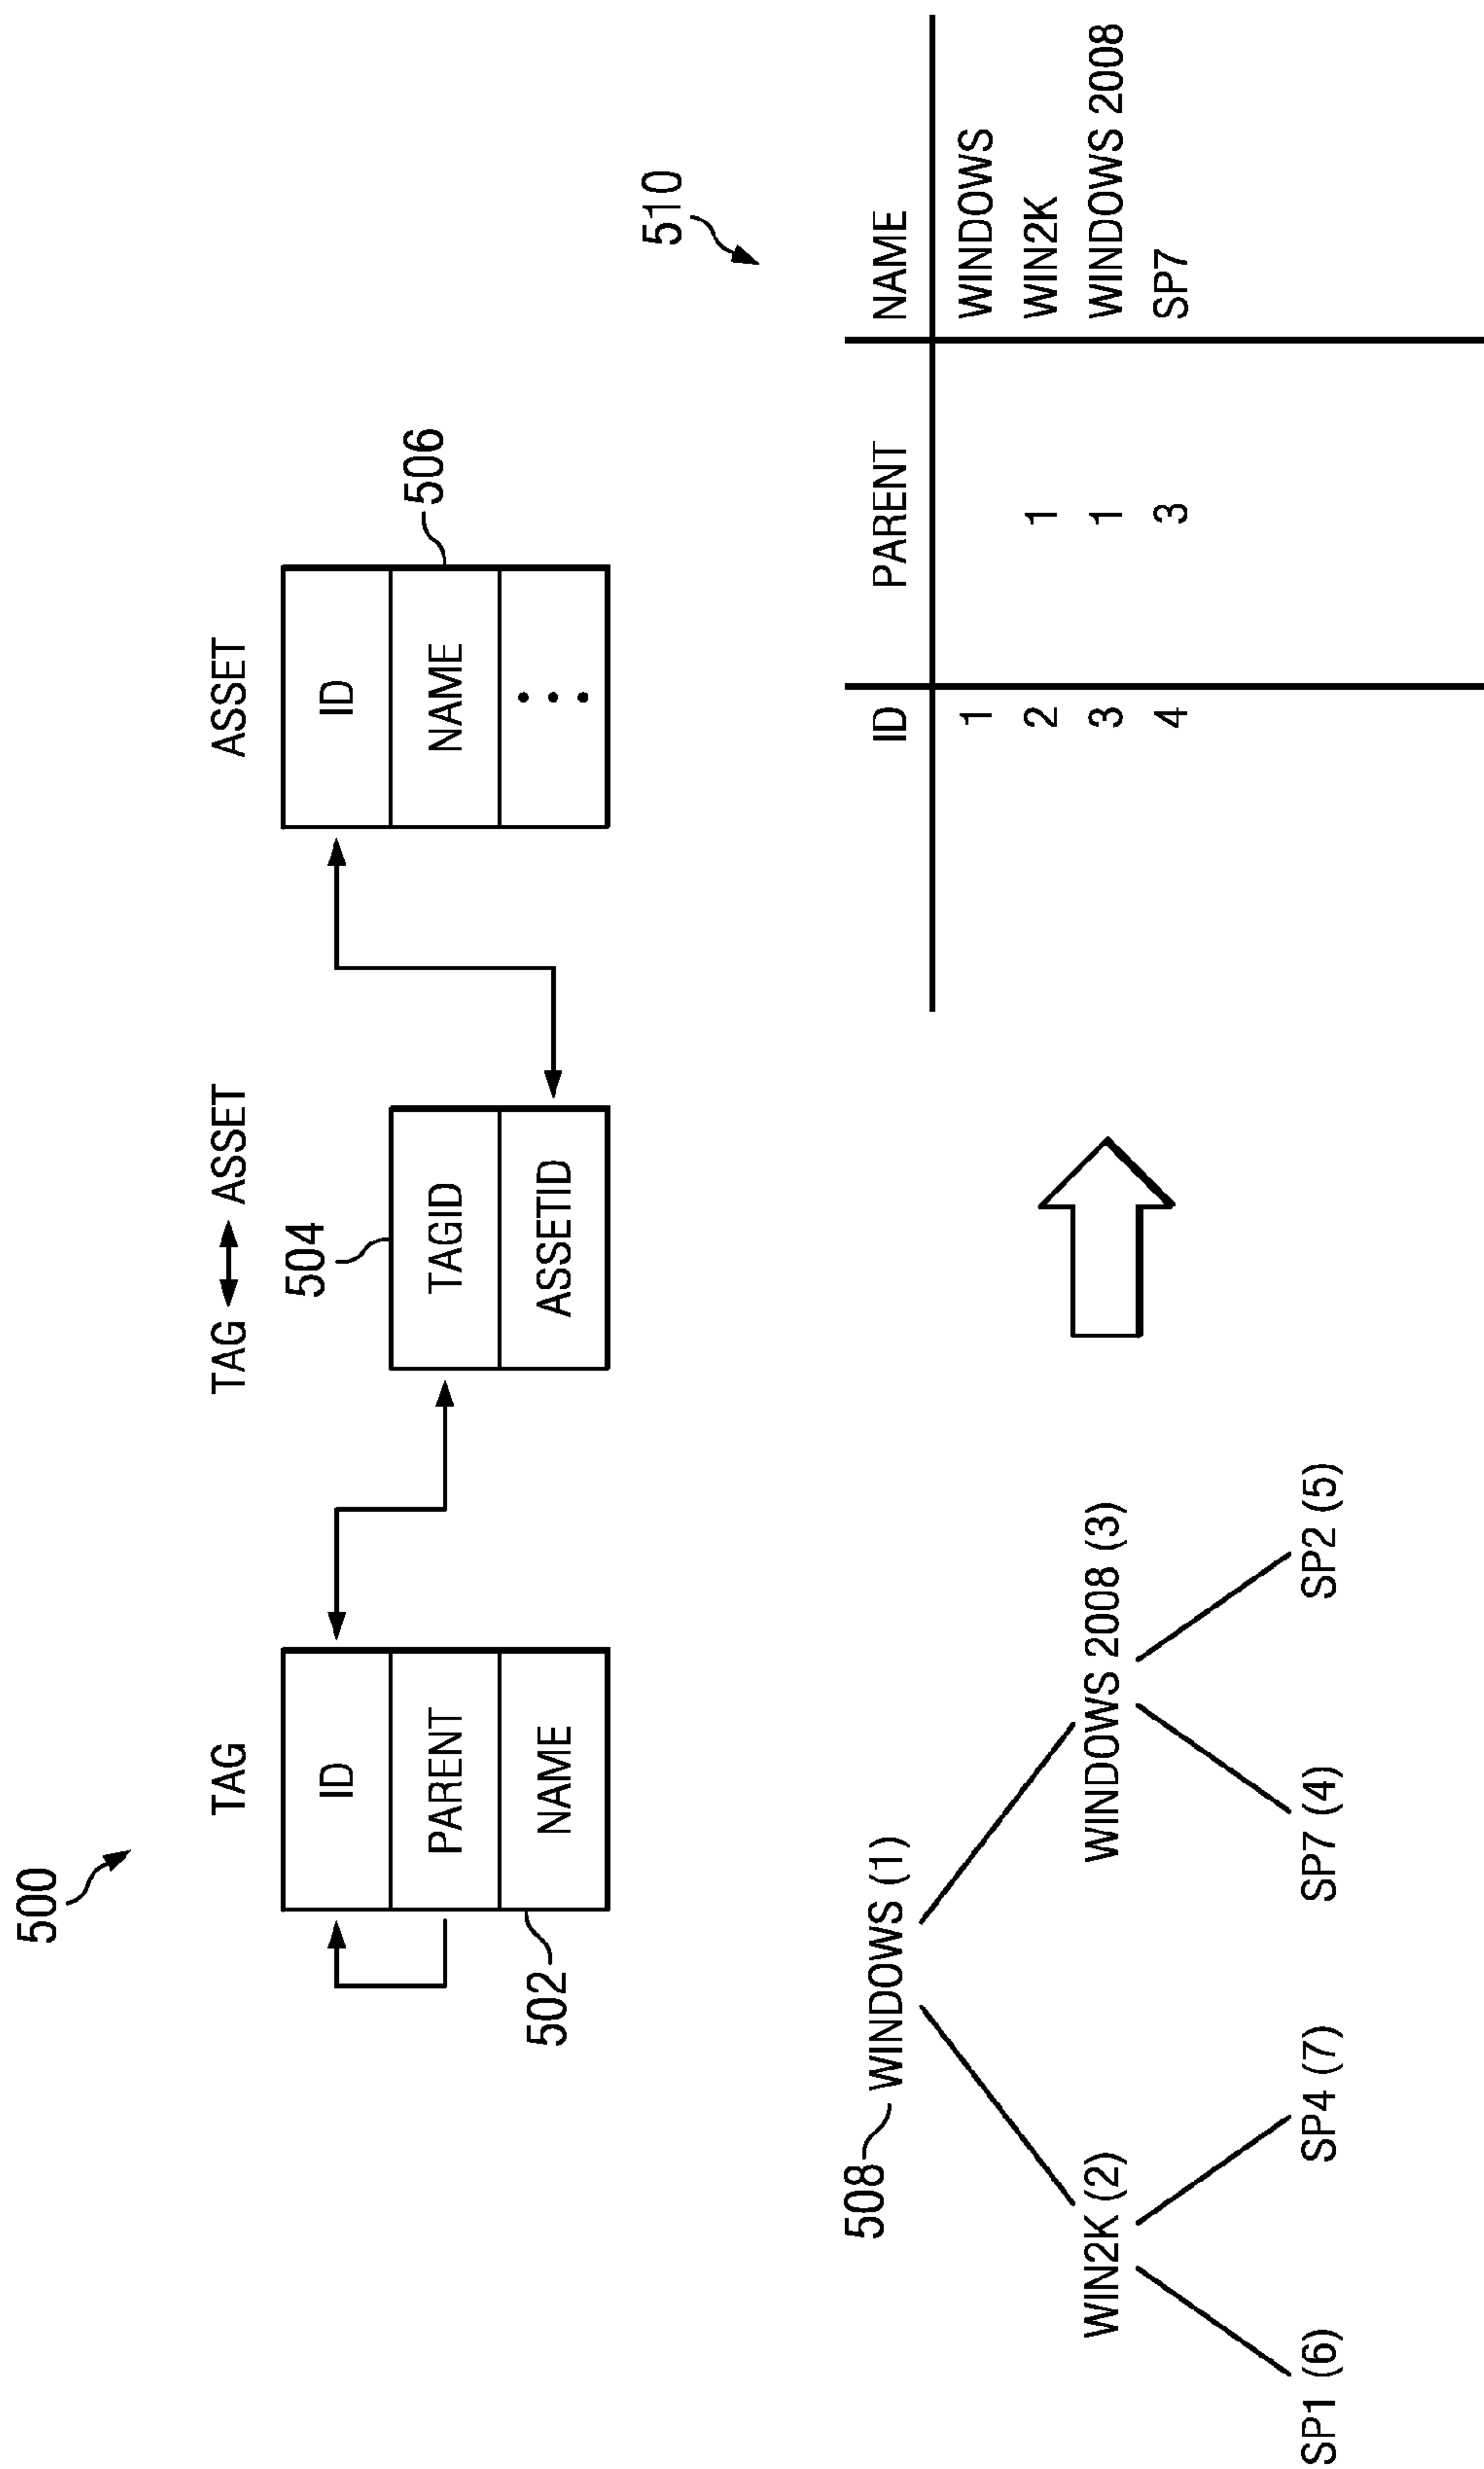 500
TAG
TAG ASSET
ASSET
ID
PARENT
NAME
502
504
TAGID
ASSETID
ID
NAME
506
508
WINDOWS (1)
WIN2K (2)
WINDOWS 2008 (3)
SP1 (6)
SP4 (7)
SP7 (4)
SP2 (5)
510
ID PARENT NAME
1 WINDOWS
2 1 WIN2K
3 1 WINDOWS 2008
4 3 SP7